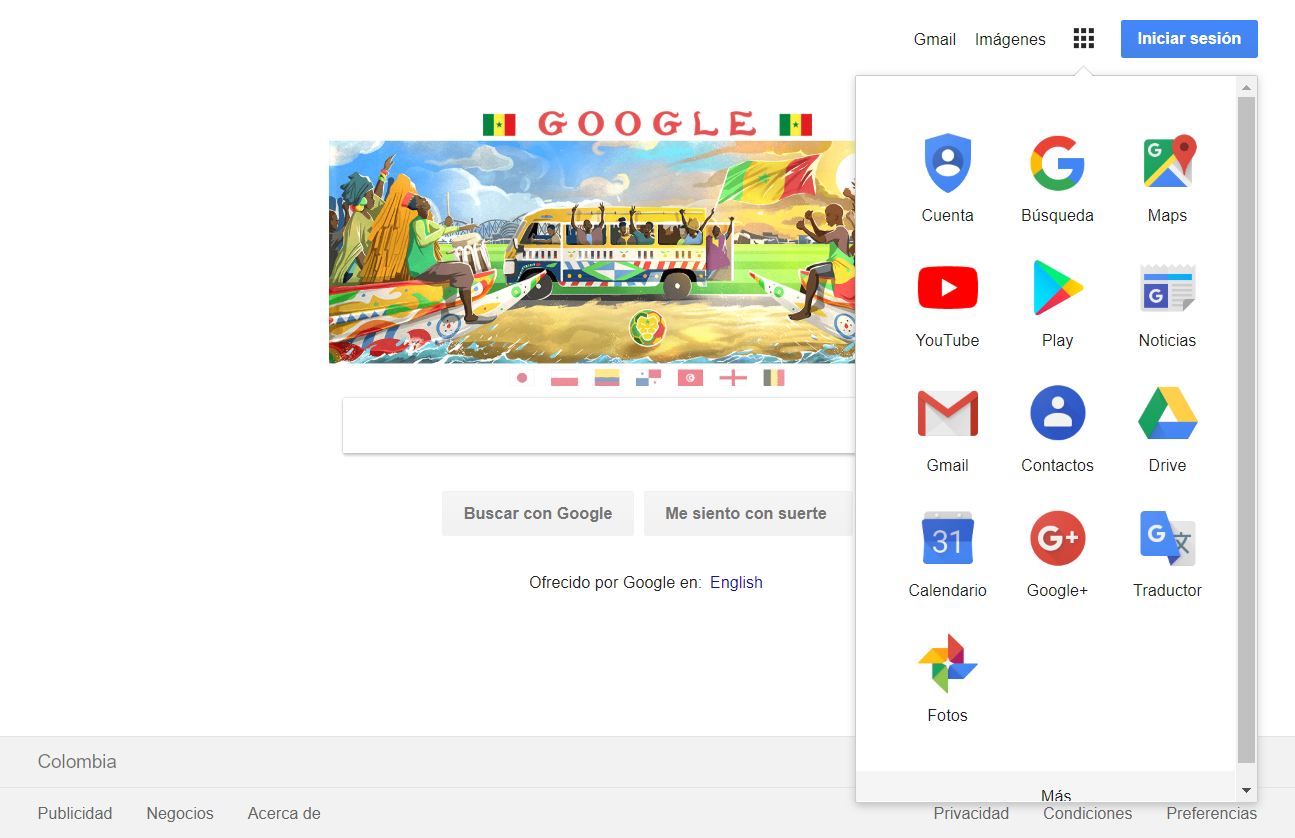 Gmail Imágenes Iniciar sesión
GOOGLE
Cuenta Búsqueda Maps
YouTube Play Noticias
Gmail Contactos Drive
31
Calendario Google+ Traductor
Fotos
Más
Buscar con Google Me siento con suerte
Ofrecido por Google en: English
Colombia
Publicidad Negocios Acerca de
Privacidad Condiciones Preferencias